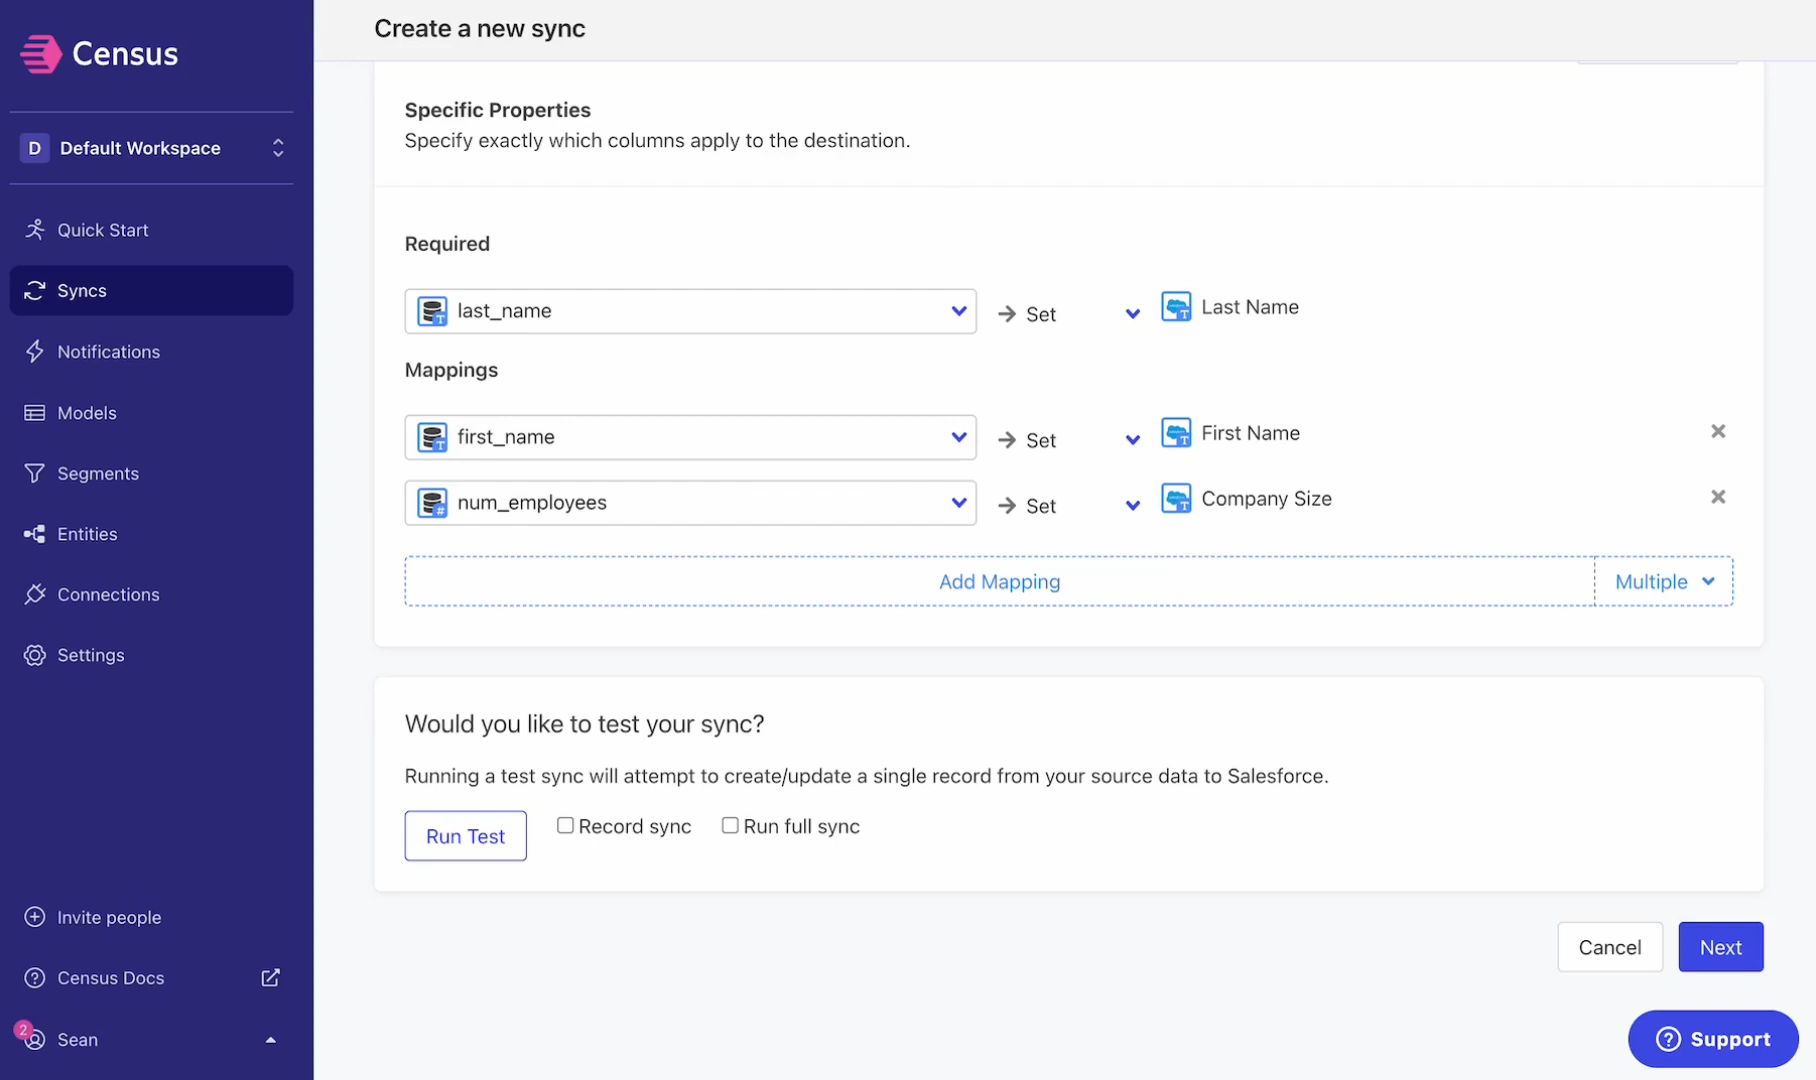 Census
D Default Workspace
Quick Start
Syncs
Notifications
Models
Segments
Entities
Connections
Settings
Invite people
Census Docs
2
Sean
Create a new sync
Specific Properties
Specify exactly which columns apply to the destination.
Required
T last_name → Set T Last Name
Mappings
T first_name → Set T First Name
# num_employees → Set T Company Size
Add Mapping Multiple
Would you like to test your sync?
Running a test sync will attempt to create/update a single record from your source data to Salesforce.
Run Test Record sync Run full sync
Cancel Next
Support